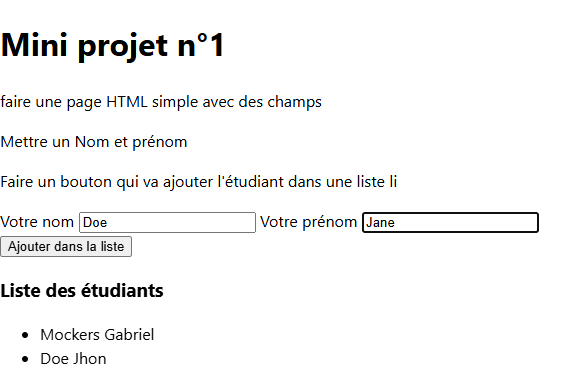 Mini projet n°1
faire une page HTML simple avec des champs
Mettre un Nom et prénom
Faire un bouton qui va ajouter l'étudiant dans une liste li
Votre nom Doe Votre prénom Jane
Ajouter dans la liste
Liste des étudiants
Mockers Gabriel
Doe Jhon